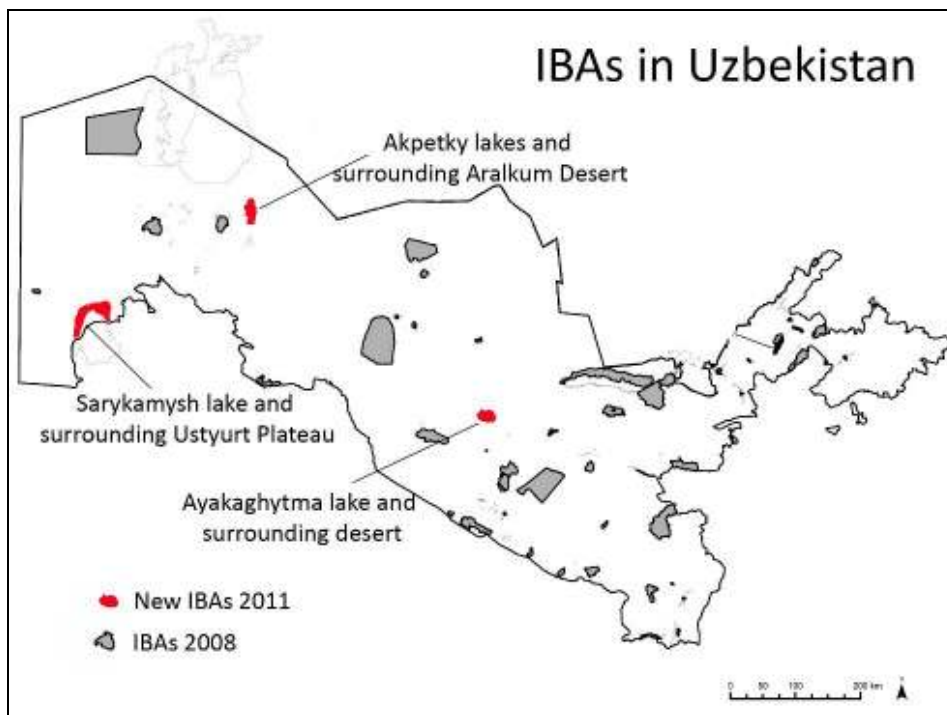 IBAs in Uzbekistan
Akpetky lakes and
surrounding Aralkum Desert
Sarykamysh lake and
surrounding Ustyurt Plateau
Ayakaghytma lake and
surrounding desert
New IBAs 2011
IBAs 2008
0 50 100 200 km